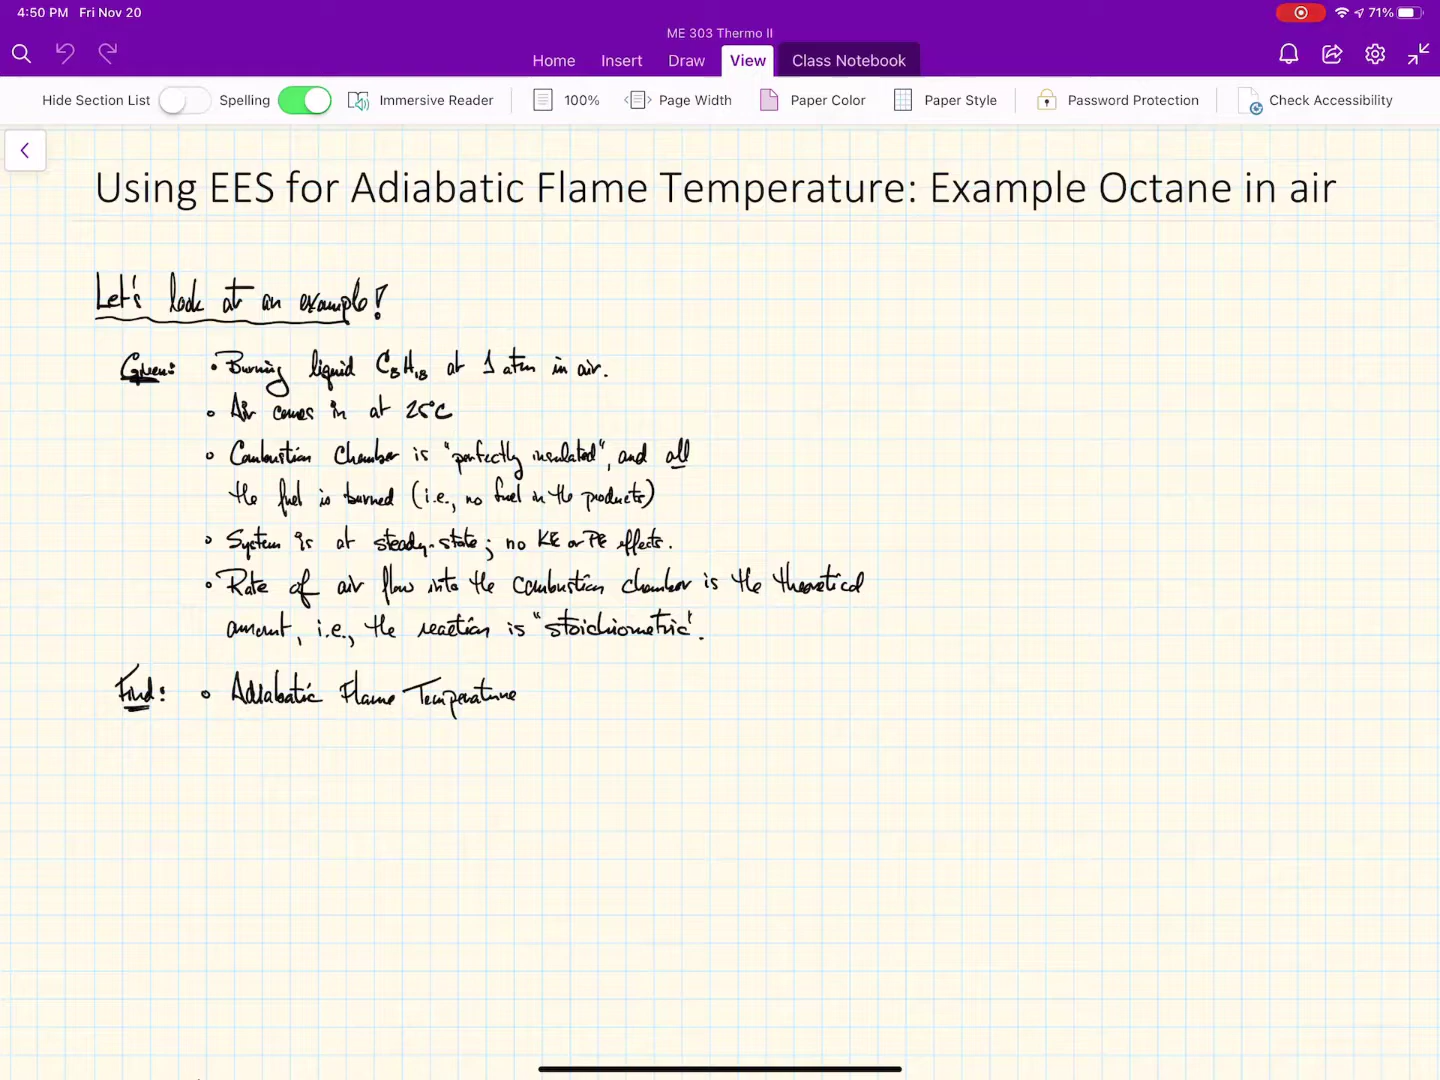 4:50 PM Fri Nov 20
71%
ME 303 Thermo II
Home Insert Draw View Class Notebook
Hide Section List Spelling Immersive Reader 100% Page Width Paper Color Paper Style Password Protection Check Accessibility
Using EES for Adiabatic Flame Temperature: Example Octane in air
Let's look at an example!
Given: • Burning liquid C8H18 at 1 atm in air.
• Air comes in at 25°C
• Combustion Chamber is "perfectly insulated", and all
the fuel is burned (i.e., no fuel in the products)
• System is at steady-state; no KE or PE effects.
• Rate of air flow into the combustion chamber is the theoretical
amount, i.e., the reaction is "stoichiometric".
Find: • Adiabatic Flame Temperature